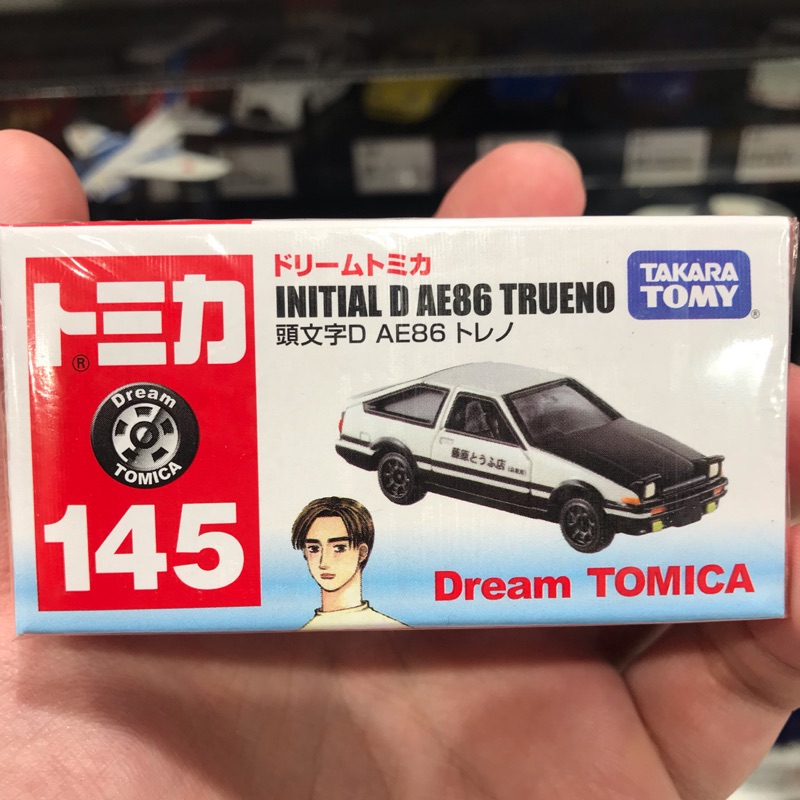 トミカ
®
Dream
TOMICA
145
ドリームトミカ
INITIAL D AE86 TRUENO
頭文字D AE86 トレノ
TAKARA
TOMY
®
藤原とうふ店
Dream TOMICA